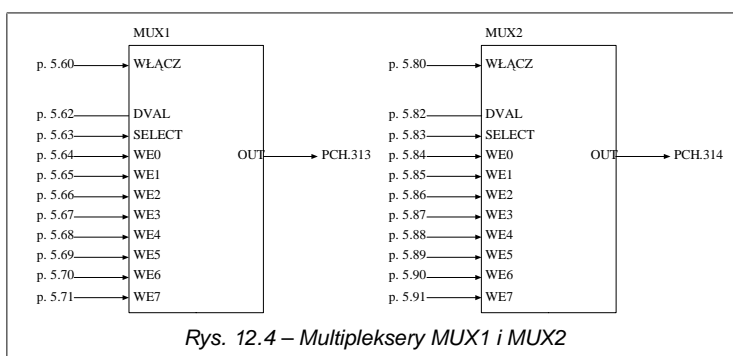 MUX1 MUX2
p. 5.60 WŁĄCZ p. 5.80 WŁĄCZ
p. 5.62 DVAL p. 5.82 DVAL
p. 5.63 SELECT p. 5.83 SELECT
p. 5.64 WE0 OUT PCH.313 p. 5.84 WE0 OUT PCH.314
p. 5.65 WE1 p. 5.85 WE1
p. 5.66 WE2 p. 5.86 WE2
p. 5.67 WE3 p. 5.87 WE3
p. 5.68 WE4 p. 5.88 WE4
p. 5.69 WE5 p. 5.89 WE5
p. 5.70 WE6 p. 5.90 WE6
p. 5.71 WE7 p. 5.91 WE7
Rys. 12.4 – Multipleksery MUX1 i MUX2